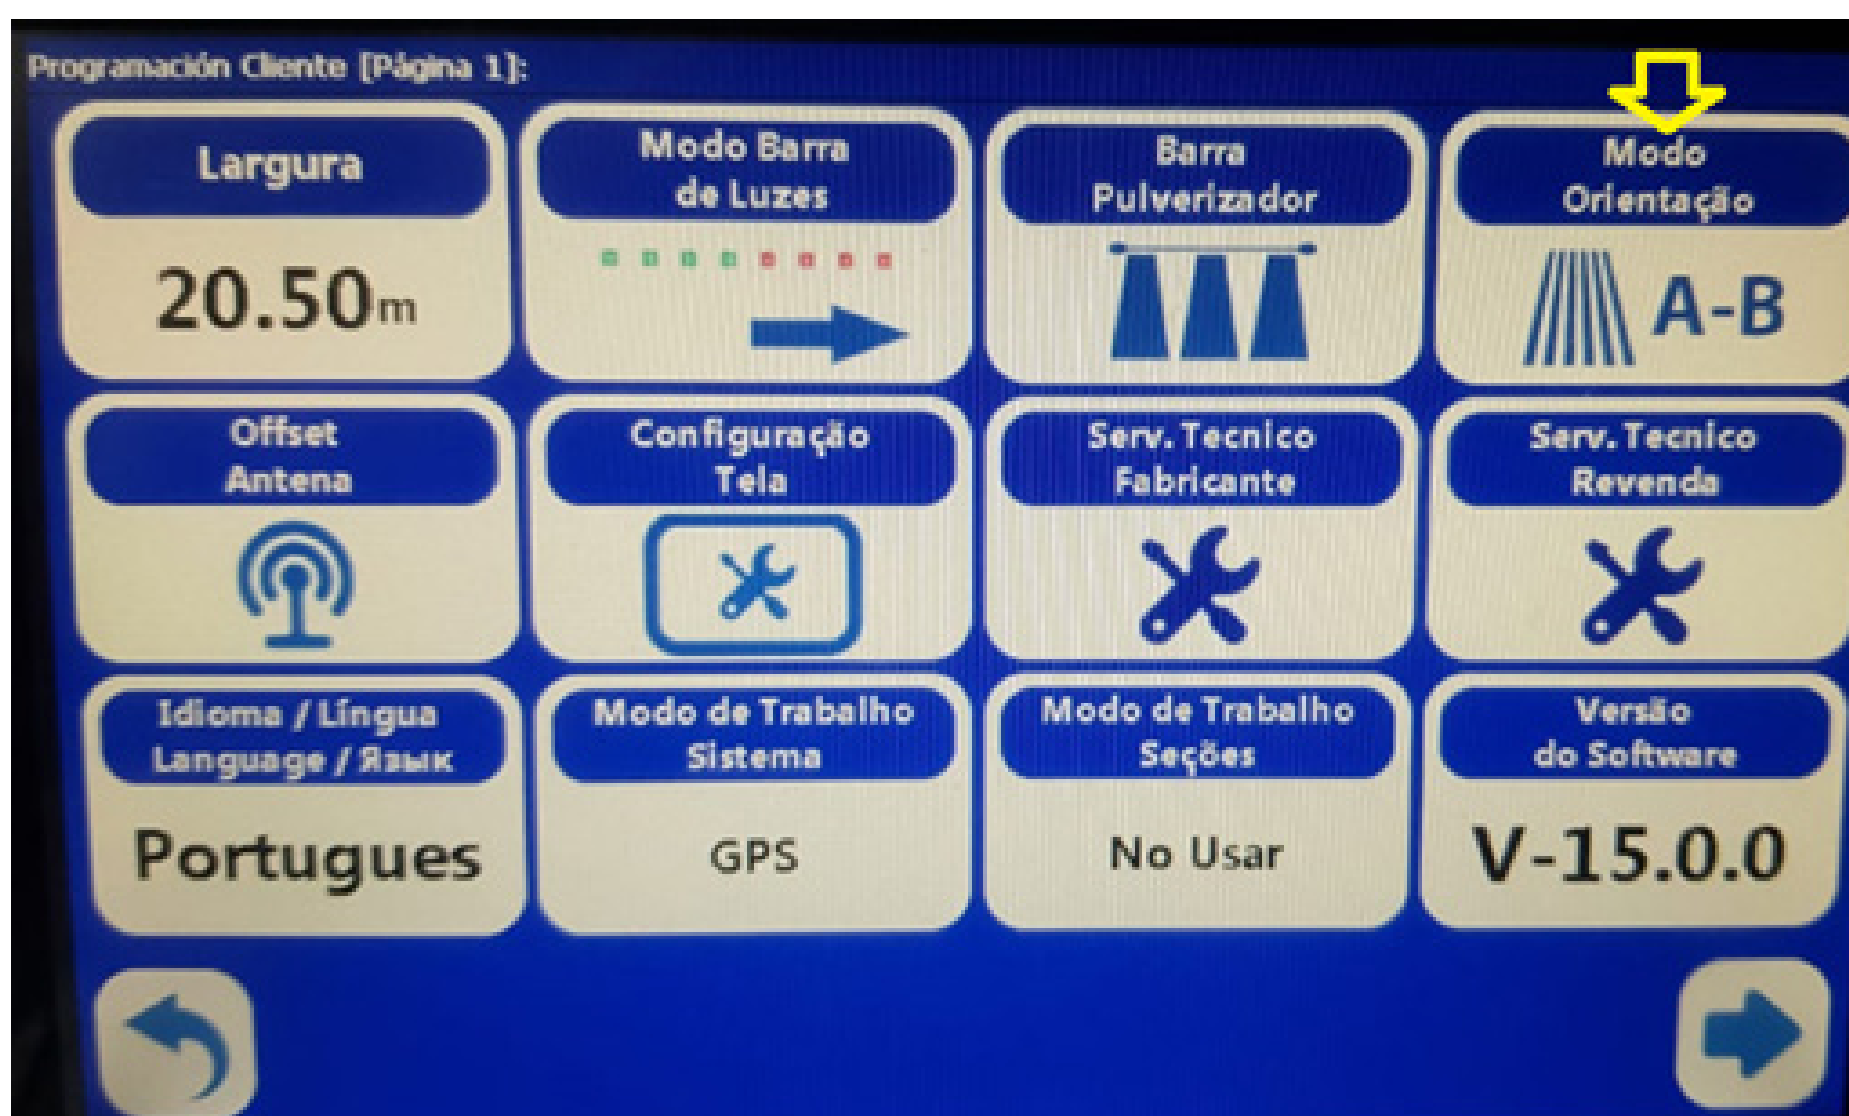 Programación Cliente [Página 1]:
Largura
20.50m
Modo Barra
de Luzes
Barra
Pulverizador
Modo
Orientação
A-B
Offset
Antena
Configuração
Tela
Serv. Tecnico
Fabricante
Serv. Tecnico
Revenda
Idioma / Língua
Language / Язык
Portugues
Modo de Trabalho
Sistema
GPS
Modo de Trabalho
Seções
No Usar
Versão
do Software
V-15.0.0